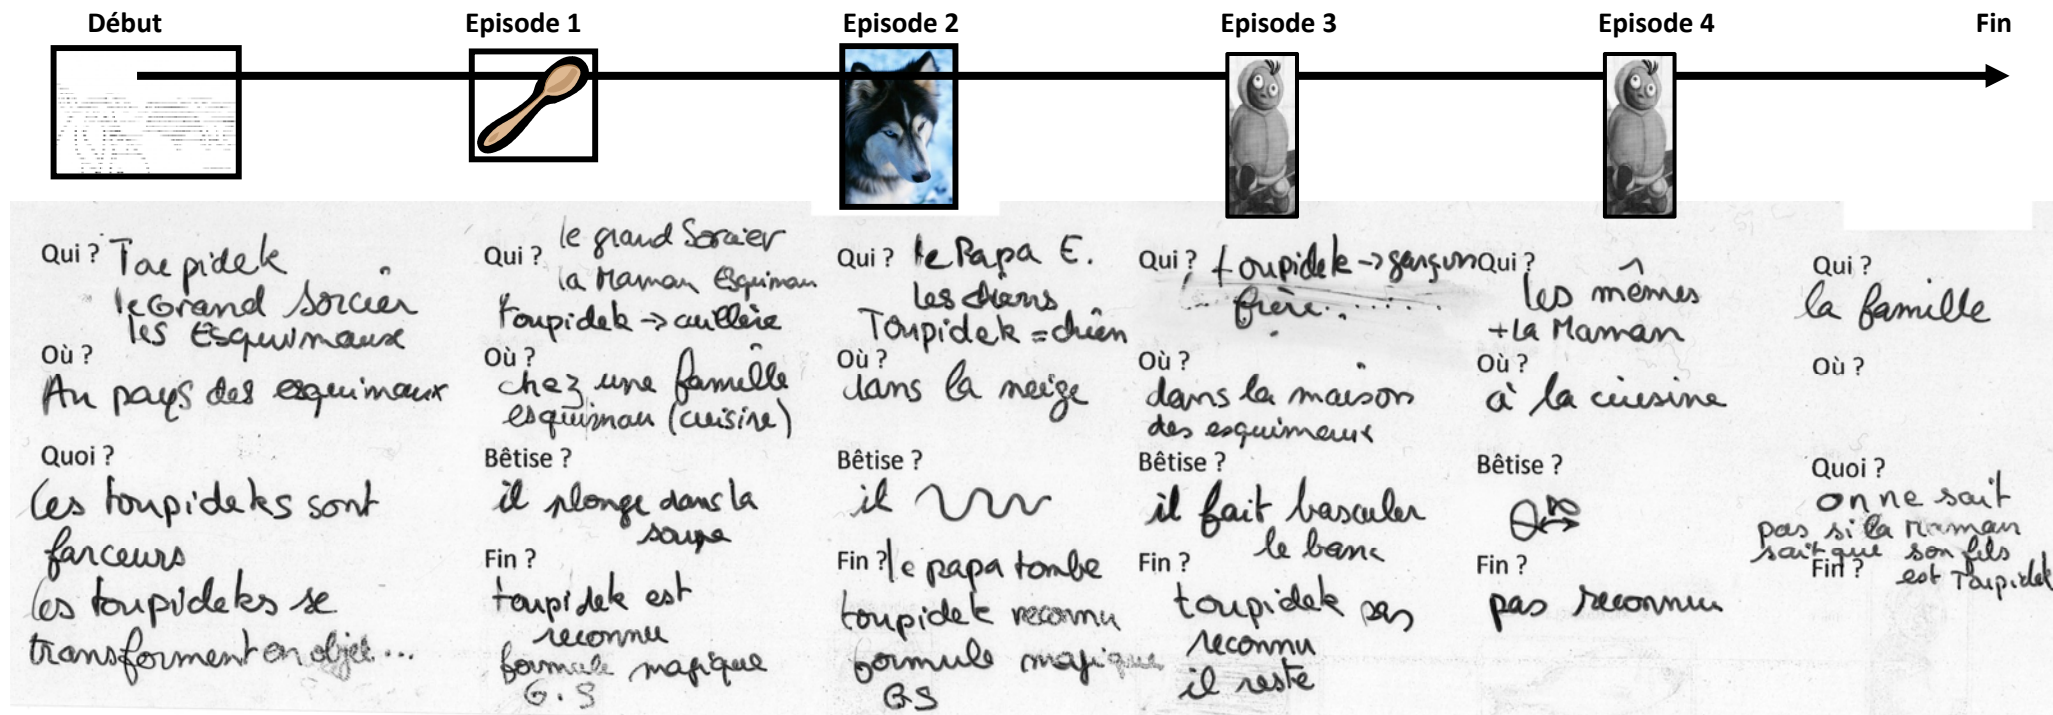 Début
Episode 1
Episode 2
Episode 3
Episode 4
Fin
Qui ? Toupidek
le Grand Sorcier
les Esquimaux
Où ?
Au pays des esquimaux
Quoi ?
les toupideks sont
farceurs
les toupideks se
transforment en objet...
le grand Sorcier
Qui ?
la Maman Esquimau
toupidek → cuillère
Où ?
chez une famille
esquimau (cuisine)
Bêtise ?
il plonge dans la
soupe
Fin ?
toupidek est
reconnu
formule magique
G.S
Qui ? le Papa E.
Les chiens
Toupidek = chien
Où ?
dans la neige
Bêtise ?
il
Fin ? le papa tombe
toupidek reconnu
formule magique
GS
Qui ? toupidek → garçon
frère...
Où ?
dans la maison
des esquimaux
Bêtise ?
il fait basculer
le banc
Fin ?
toupidek pas
reconnu
il reste
Qui ?
les mêmes
+ La Maman
Où ?
à la cuisine
Bêtise ?
Fin ?
pas reconnu
Qui ?
la famille
Où ?
Quoi ?
on ne sait
pas si la maman
sait que son fils
est Toupidek
Fin ?